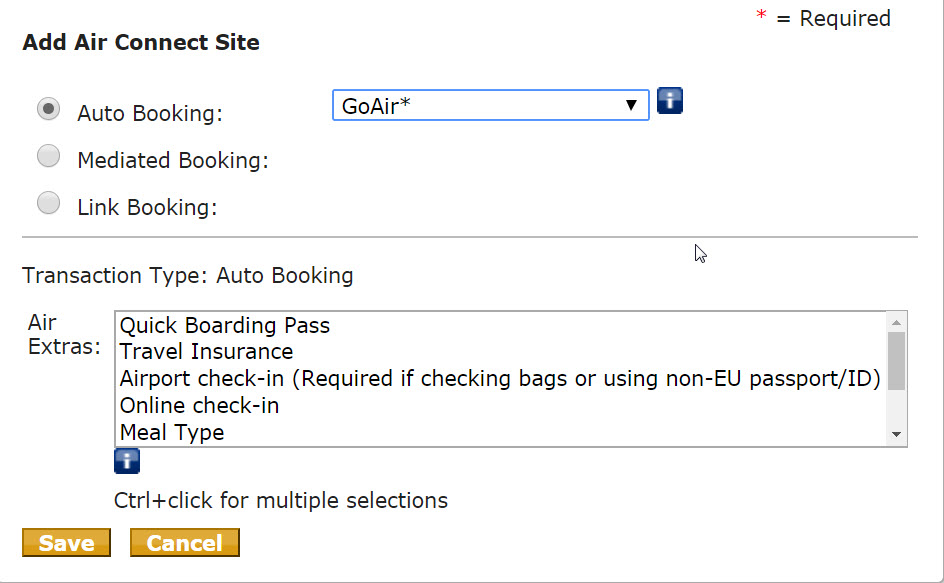 * = Required
Add Air Connect Site
Auto Booking:
GoAir*
Mediated Booking:
Link Booking:
Transaction Type: Auto Booking
Air
Extras:
Quick Boarding Pass
Travel Insurance
Airport check-in (Required if checking bags or using non-EU passport/ID)
Online check-in
Meal Type
Ctrl+click for multiple selections
Save
Cancel